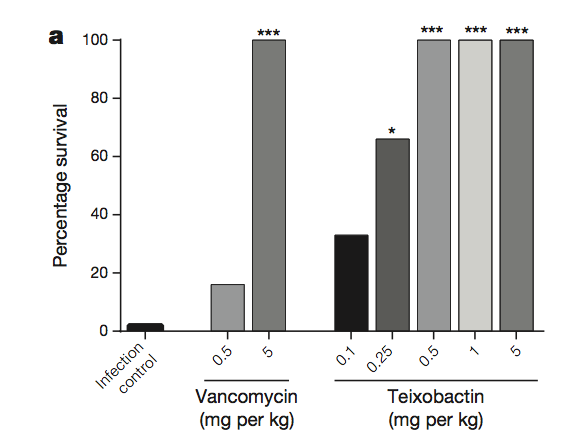 a
Percentage survival
100
80
60
40
20
0
***
*
***
***
***
Infection
control
0.5
5
0.1
0.25
0.5
1
5
Vancomycin
(mg per kg)
Teixobactin
(mg per kg)